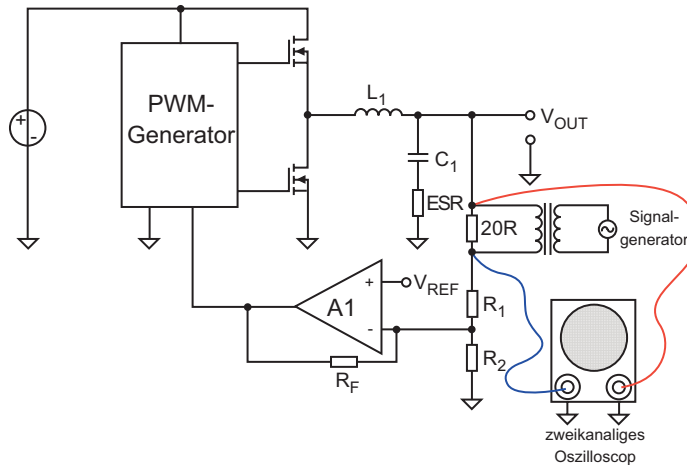 PWM-
Generator
+
-
L1
VOUT
C1
ESR
20R
Signal-
generator
+
VREF
A1
-
R1
RF
R2
zweikanaliges
Oszilloscop